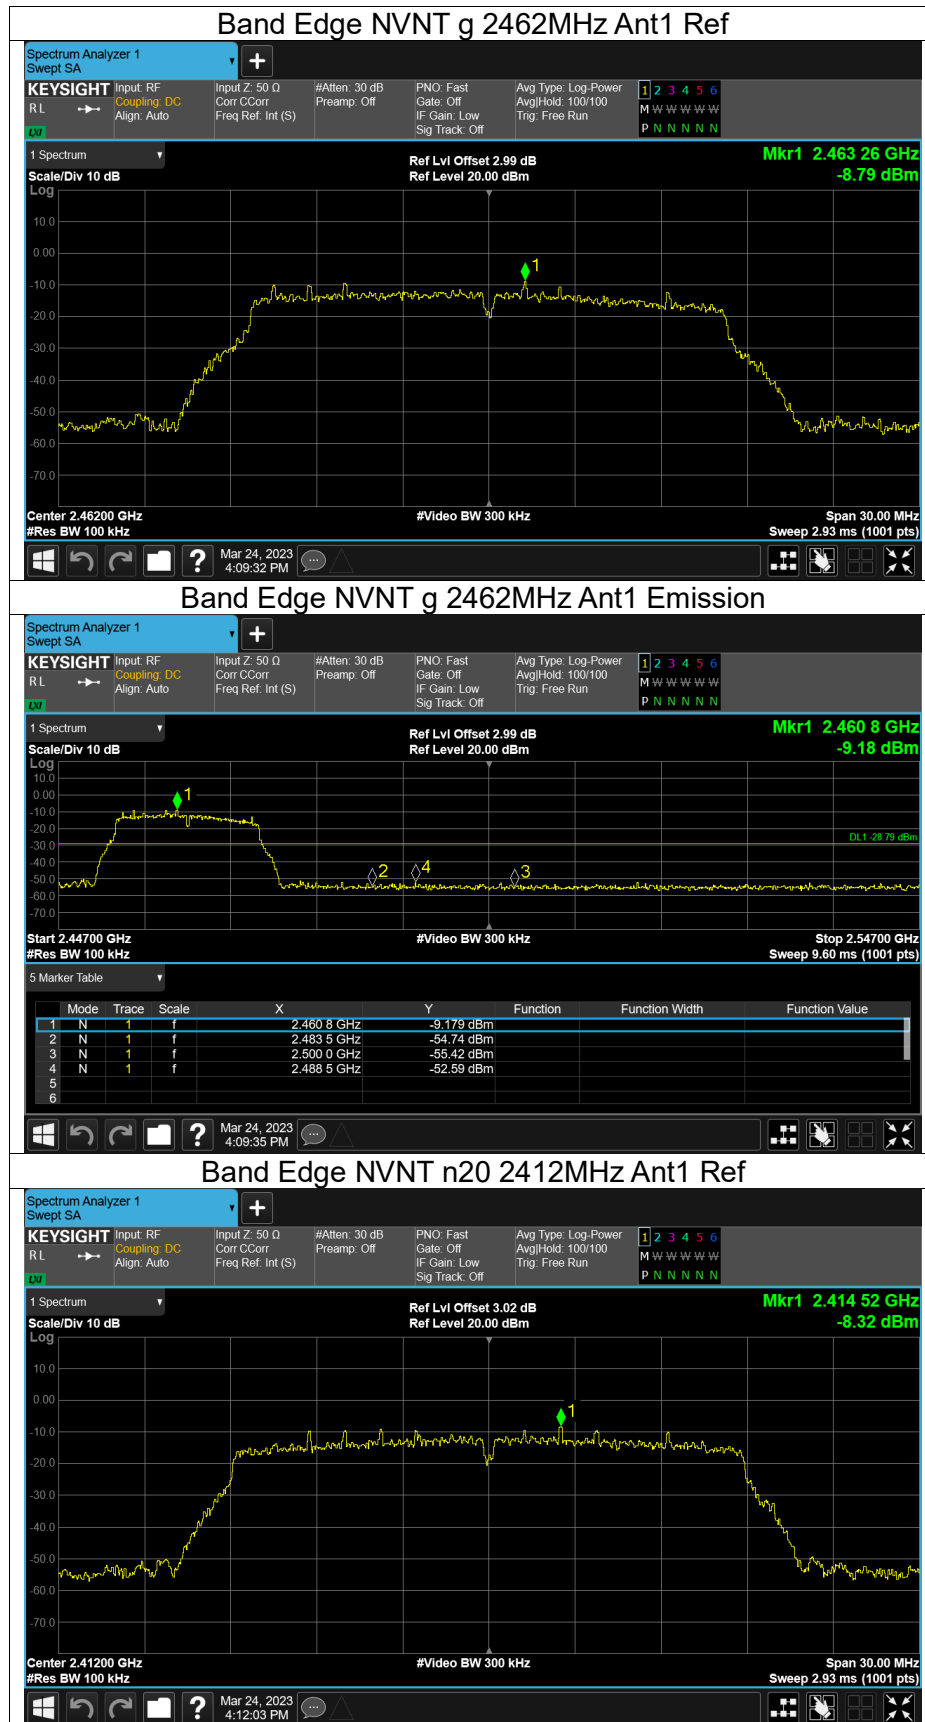 Band Edge NVNT g 2462MHz Ant1 Ref
Spectrum Analyzer 1
Swept SA
+
KEYSIGHT
RL
LXI
Input: RF
Coupling: DC
Align: Auto
Input Z: 50 Ω
Corr CCorr
Freq Ref: Int (S)
#Atten: 30 dB
Preamp: Off
PNO: Fast
Gate: Off
IF Gain: Low
Sig Track: Off
Avg Type: Log-Power
Avg|Hold: 100/100
Trig: Free Run
1 2 3 4 5 6
M W W W W W
P N N N N N
1 Spectrum
Scale/Div 10 dB
Ref Lvl Offset 2.99 dB
Ref Level 20.00 dBm
Mkr1 2.463 26 GHz
-8.79 dBm
Log
10.0
0.00
-10.0
-20.0
-30.0
-40.0
-50.0
-60.0
-70.0
1
Center 2.46200 GHz
#Res BW 100 kHz
#Video BW 300 kHz
Span 30.00 MHz
Sweep 2.93 ms (1001 pts)
?
Mar 24, 2023
4:09:32 PM
Band Edge NVNT g 2462MHz Ant1 Emission
Spectrum Analyzer 1
Swept SA
+
KEYSIGHT
RL
LXI
Input: RF
Coupling: DC
Align: Auto
Input Z: 50 Ω
Corr CCorr
Freq Ref: Int (S)
#Atten: 30 dB
Preamp: Off
PNO: Fast
Gate: Off
IF Gain: Low
Sig Track: Off
Avg Type: Log-Power
Avg|Hold: 100/100
Trig: Free Run
1 2 3 4 5 6
M W W W W W
P N N N N N
1 Spectrum
Scale/Div 10 dB
Ref Lvl Offset 2.99 dB
Ref Level 20.00 dBm
Mkr1 2.460 8 GHz
-9.18 dBm
Log
10.0
0.00
-10.0
-20.0
-30.0
-40.0
-50.0
-60.0
-70.0
1
2
4
3
DL1 -28.79 dBm
Start 2.44700 GHz
#Res BW 100 kHz
#Video BW 300 kHz
Stop 2.54700 GHz
Sweep 9.60 ms (1001 pts)
5 Marker Table
Mode Trace Scale X Y Function Function Width Function Value
1 N 1 f 2.460 8 GHz -9.179 dBm
2 N 1 f 2.483 5 GHz -54.74 dBm
3 N 1 f 2.500 0 GHz -55.42 dBm
4 N 1 f 2.488 5 GHz -52.59 dBm
5
6
?
Mar 24, 2023
4:09:35 PM
Band Edge NVNT n20 2412MHz Ant1 Ref
Spectrum Analyzer 1
Swept SA
+
KEYSIGHT
RL
LXI
Input: RF
Coupling: DC
Align: Auto
Input Z: 50 Ω
Corr CCorr
Freq Ref: Int (S)
#Atten: 30 dB
Preamp: Off
PNO: Fast
Gate: Off
IF Gain: Low
Sig Track: Off
Avg Type: Log-Power
Avg|Hold: 100/100
Trig: Free Run
1 2 3 4 5 6
M W W W W W
P N N N N N
1 Spectrum
Scale/Div 10 dB
Ref Lvl Offset 3.02 dB
Ref Level 20.00 dBm
Mkr1 2.414 52 GHz
-8.32 dBm
Log
10.0
0.00
-10.0
-20.0
-30.0
-40.0
-50.0
-60.0
-70.0
1
Center 2.41200 GHz
#Res BW 100 kHz
#Video BW 300 kHz
Span 30.00 MHz
Sweep 2.93 ms (1001 pts)
?
Mar 24, 2023
4:12:03 PM